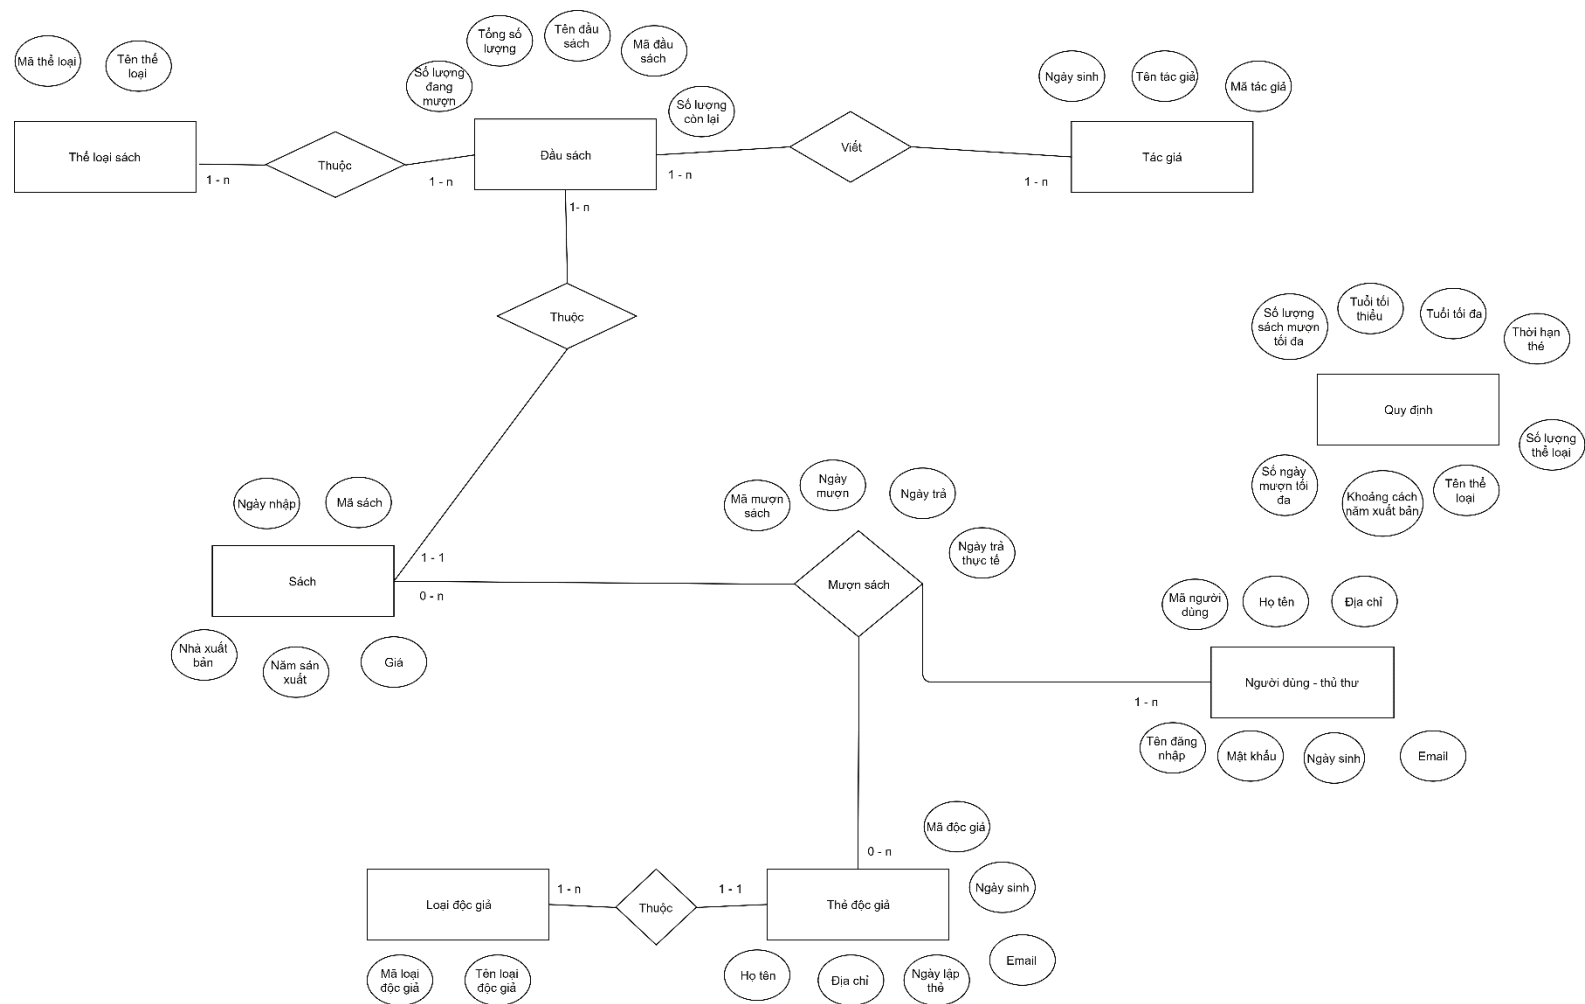 Mã thể loại
Tên thể
loại
Số lượng
đang
mượn
Tổng số
lượng
Tên đầu
sách
Mã đầu
sách
Số lượng
còn lại
Ngày sinh
Tên tác giả
Mã tác giả
Thể loại sách
1 - n
Thuộc
1 - n
Đầu sách
1 - n
Viết
1 - n
Tác giả
1- n
Thuộc
Số lượng
sách mượn
tối đa
Tuổi tối
thiểu
Tuổi tối đa
Thời hạn
thẻ
Quy định
Số lượng
thể loại
Số ngày
mượn tối
đa
Khoảng cách
năm xuất bản
Tên thể
loại
Ngày nhập
Mã sách
Sách
1 - 1
0 - n
Nhà xuất
bản
Năm sản
xuất
Giá
Mã mượn
sách
Ngày
mượn
Ngày trả
Ngày trả
thực tế
Mượn sách
Mã người
dùng
Họ tên
Địa chỉ
Người dùng - thủ thư
1 - n
Tên đăng
nhập
Mật khẩu
Ngày sinh
Email
0 - n
Mã độc giả
Ngày sinh
Email
Loại độc giả
1 - n
Thuộc
1 - 1
Thẻ độc giả
Mã loại
độc giả
Tên loại
độc giả
Họ tên
Địa chỉ
Ngày lập
thẻ